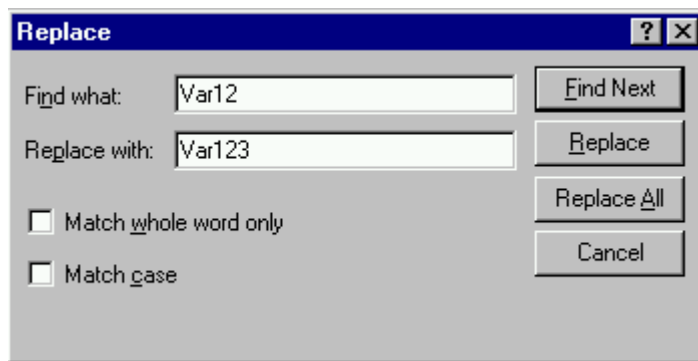 Replace
Find what: Var12
Find Next
Replace with: Var123
Replace
Replace All
Match whole word only
Cancel
Match case